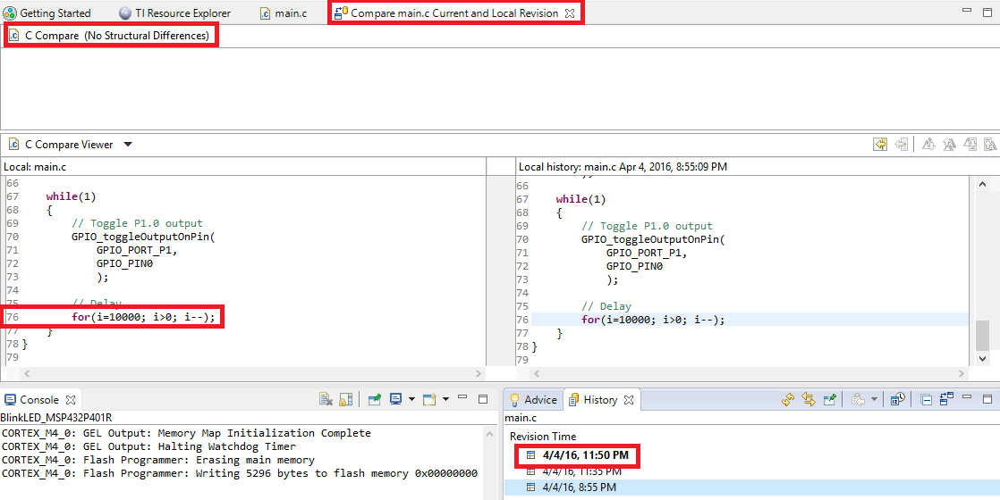 Getting Started TI Resource Explorer main.c Compare main.c Current and Local Revision
C Compare (No Structural Differences)
C Compare Viewer
Local: main.c
66
67 while(1)
68 {
69 // Toggle P1.0 output
70 GPIO_toggleOutputOnPin(
71 GPIO_PORT_P1,
72 GPIO_PIN0
73 );
74
75 // Delay
76 for(i=10000; i>0; i--);
77 }
78 }
79
Local history: main.c Apr 4, 2016, 8:55:09 PM
66
67 while(1)
68 {
69 // Toggle P1.0 output
70 GPIO_toggleOutputOnPin(
71 GPIO_PORT_P1,
72 GPIO_PIN0
73 );
74
75 // Delay
76 for(i=10000; i>0; i--);
77 }
78 }
79
Console
BlinkLED_MSP432P401R
CORTEX_M4_0: GEL Output: Memory Map Initialization Complete
CORTEX_M4_0: GEL Output: Halting Watchdog Timer
CORTEX_M4_0: Flash Programmer: Erasing main memory
CORTEX_M4_0: Flash Programmer: Writing 5296 bytes to flash memory 0x00000000
Advice History
main.c
Revision Time
4/4/16, 11:50 PM
4/4/16, 11:35 PM
4/4/16, 8:55 PM